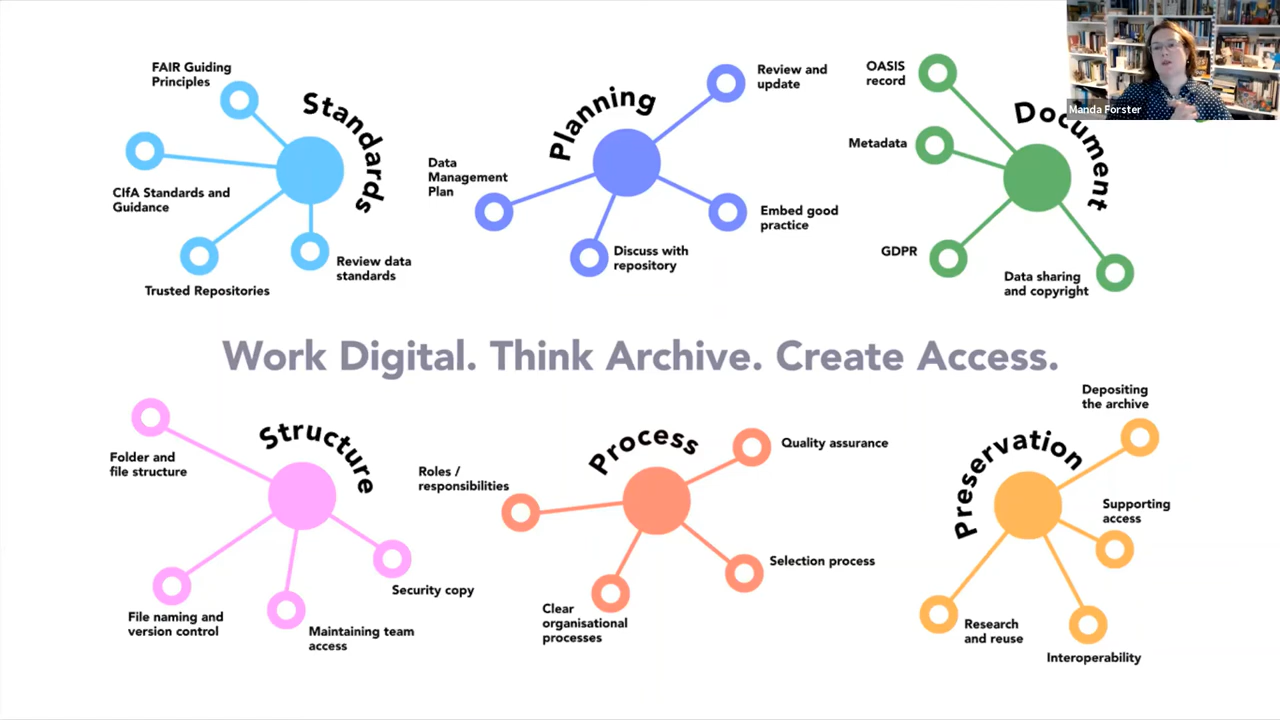 Standards
FAIR Guiding
Principles
CIfA Standards and
Guidance
Trusted Repositories
Review data
standards
Planning
Review and
update
Data
Management
Plan
Embed good
practice
Discuss with
repository
Document
OASIS
record
Metadata
GDPR
Data sharing
and copyright
Manda Forster
Work Digital. Think Archive. Create Access.
Structure
Folder and
file structure
File naming and
version control
Maintaining team
access
Security copy
Process
Roles /
responsibilities
Quality assurance
Selection process
Clear
organisational
processes
Preservation
Depositing
the archive
Supporting
access
Research
and reuse
Interoperability